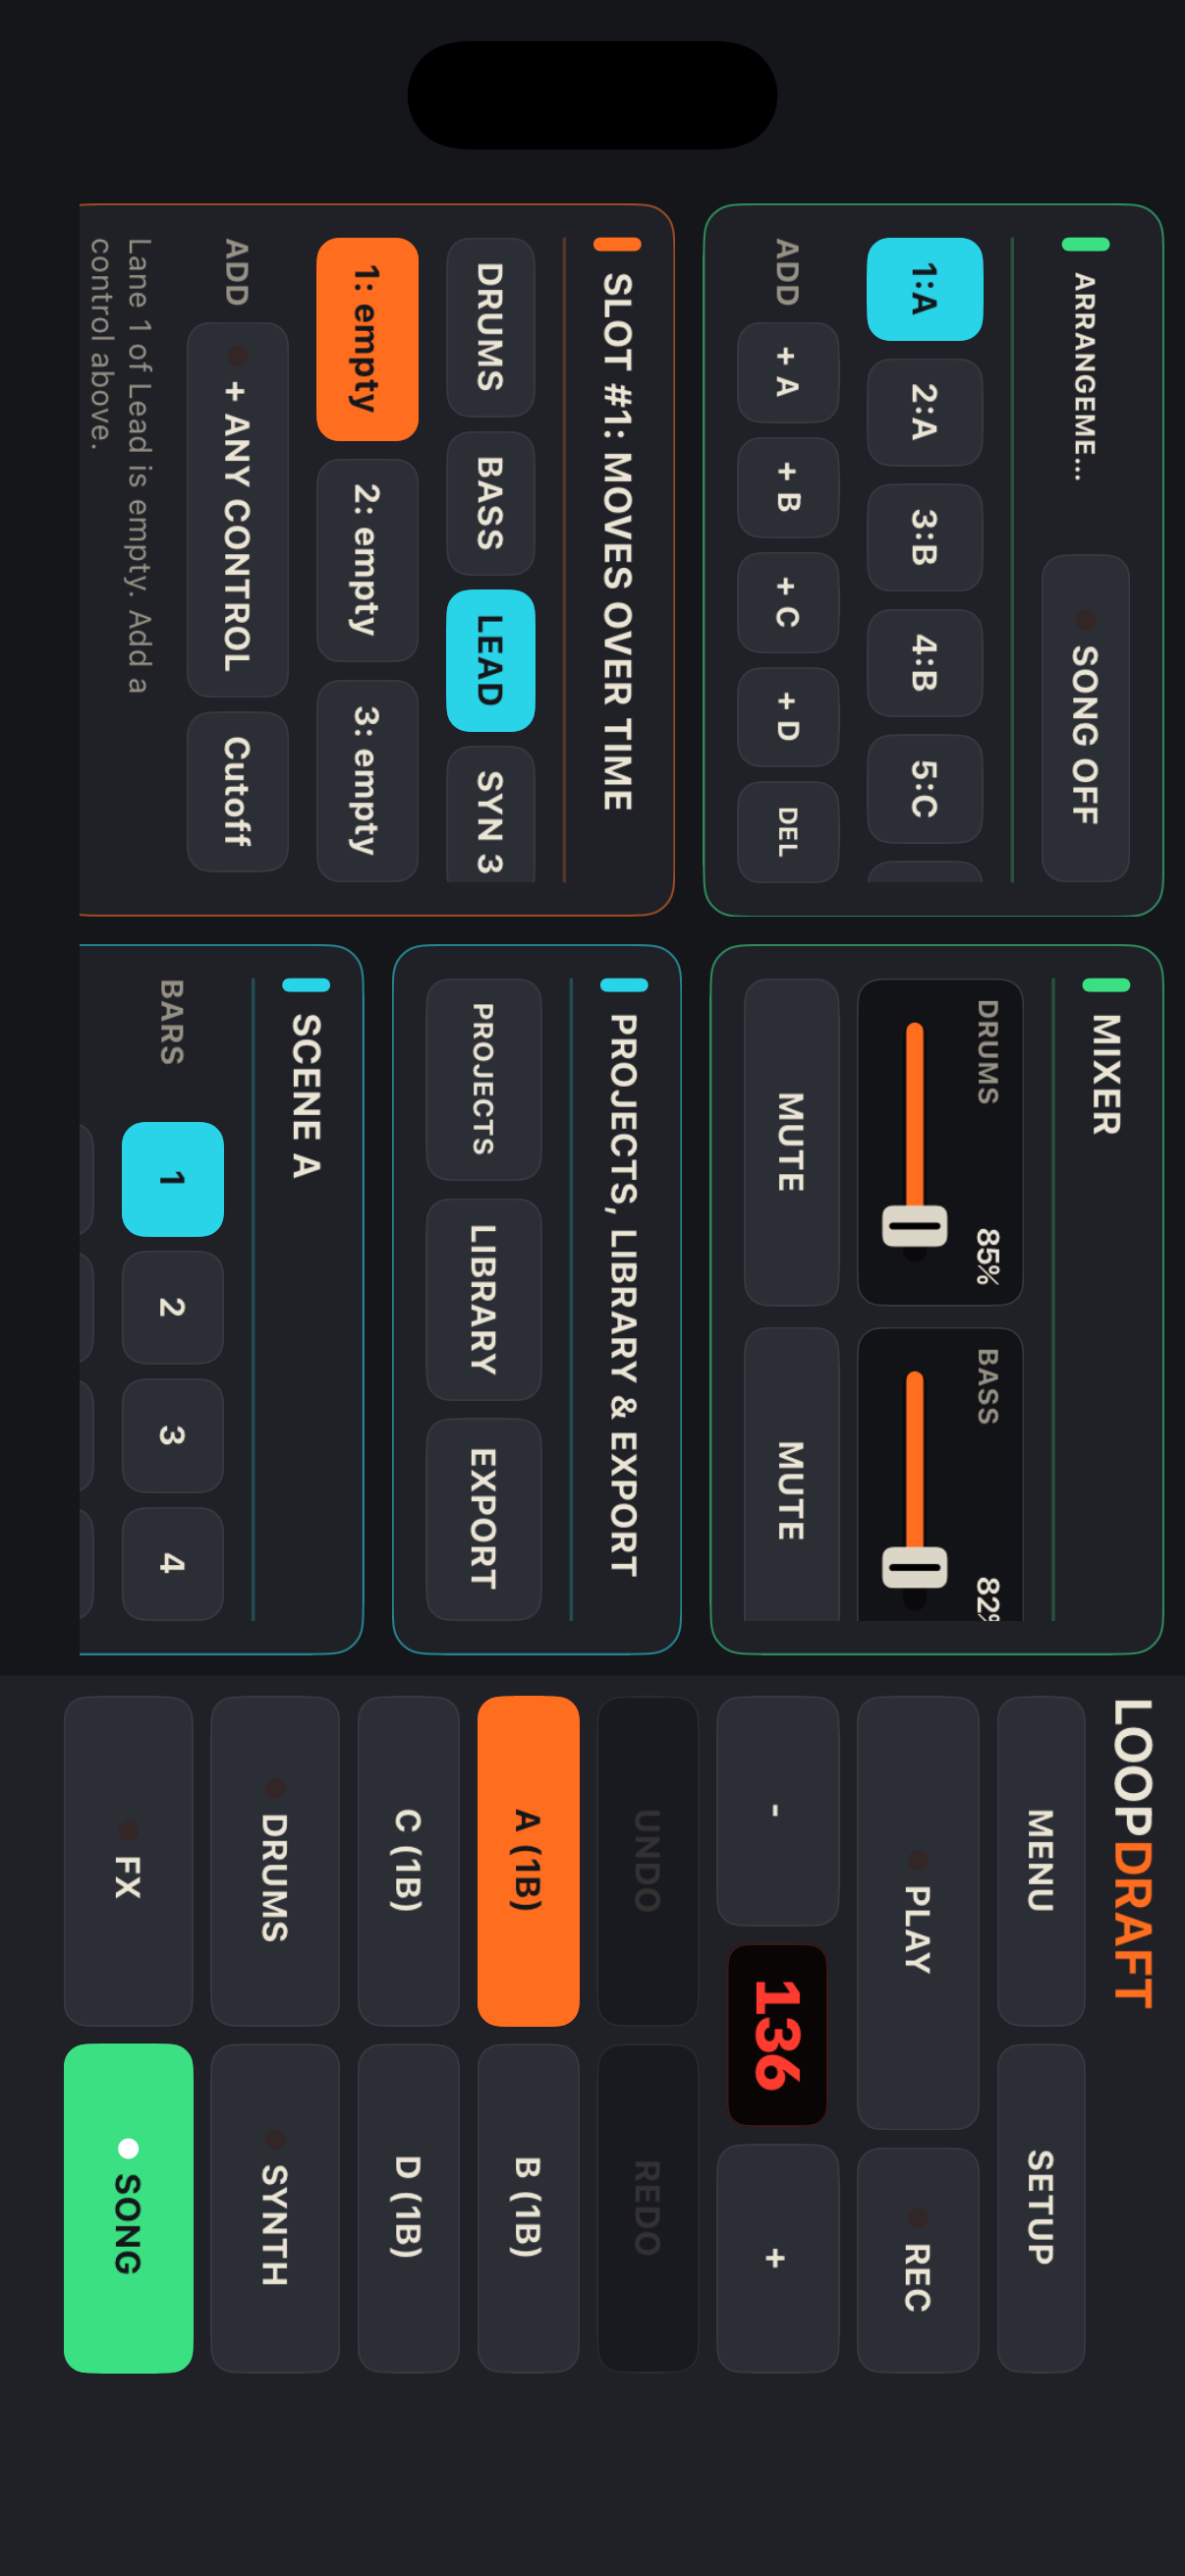 ARRANGEME...
SONG OFF
1:A
2:A
3:B
4:B
5:C
ADD
+ A
+ B
+ C
+ D
DEL
SLOT #1: MOVES OVER TIME
DRUMS
BASS
LEAD
SYN 3
1: empty
2: empty
3: empty
ADD
+ ANY CONTROL
Cutoff
Lane 1 of Lead is empty. Add a
control above.
MIXER
DRUMS
85%
BASS
82%
MUTE
MUTE
PROJECTS, LIBRARY & EXPORT
PROJECTS
LIBRARY
EXPORT
SCENE A
BARS
1
2
3
4
LOOPDRAFT
MENU
SETUP
PLAY
REC
-
136
+
UNDO
REDO
A (1B)
B (1B)
C (1B)
D (1B)
DRUMS
SYNTH
FX
SONG